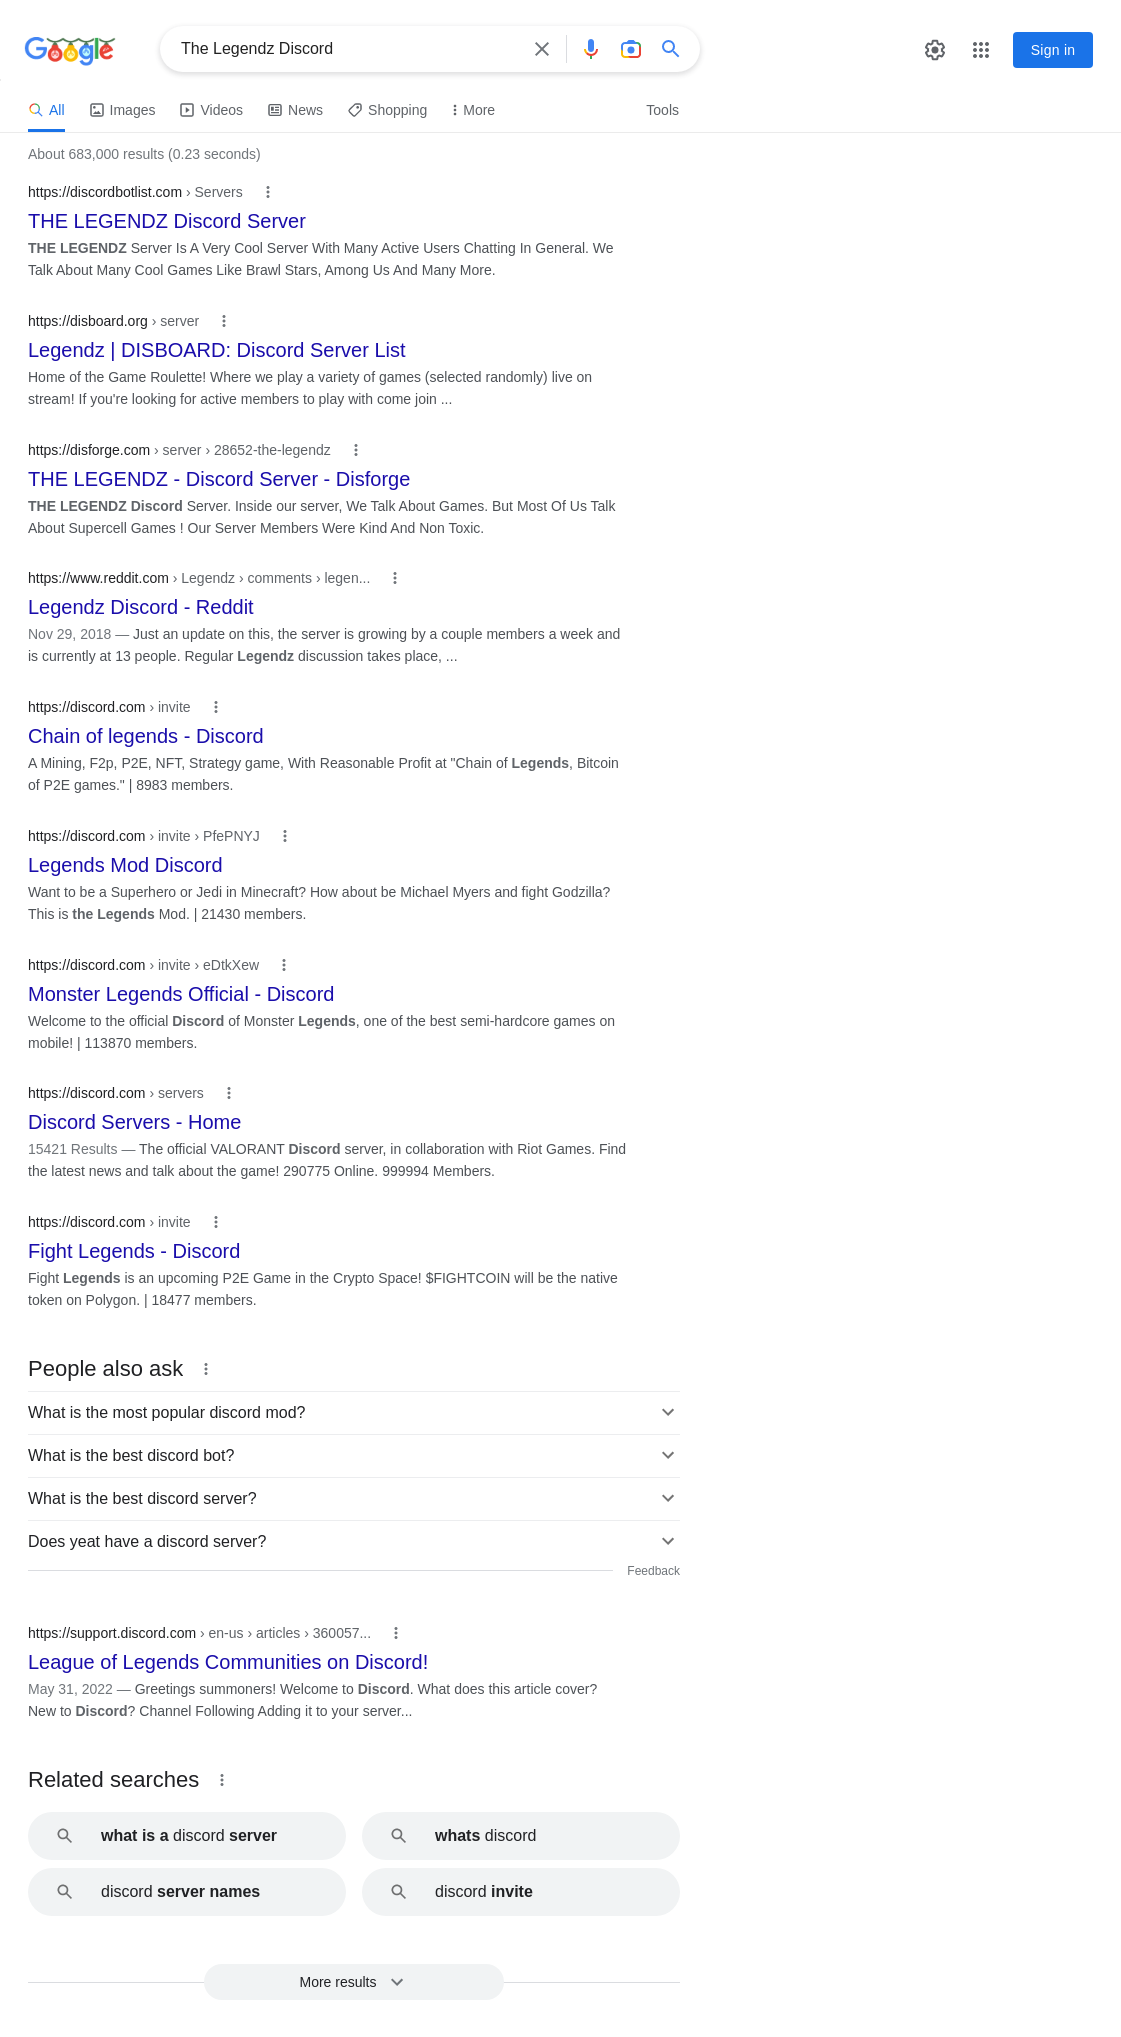 Google
The Legendz Discord
Sign in
All Images Videos News Shopping More Tools
About 683,000 results (0.23 seconds)
https://discordbotlist.com › Servers
THE LEGENDZ Discord Server
THE LEGENDZ Server Is A Very Cool Server With Many Active Users Chatting In General. We
Talk About Many Cool Games Like Brawl Stars, Among Us And Many More.
https://disboard.org › server
Legendz | DISBOARD: Discord Server List
Home of the Game Roulette! Where we play a variety of games (selected randomly) live on
stream! If you're looking for active members to play with come join ...
https://disforge.com › server › 28652-the-legendz
THE LEGENDZ - Discord Server - Disforge
THE LEGENDZ Discord Server. Inside our server, We Talk About Games. But Most Of Us Talk
About Supercell Games ! Our Server Members Were Kind And Non Toxic.
https://www.reddit.com › Legendz › comments › legen...
Legendz Discord - Reddit
Nov 29, 2018 — Just an update on this, the server is growing by a couple members a week and
is currently at 13 people. Regular Legendz discussion takes place, ...
https://discord.com › invite
Chain of legends - Discord
A Mining, F2p, P2E, NFT, Strategy game, With Reasonable Profit at "Chain of Legends, Bitcoin
of P2E games." | 8983 members.
https://discord.com › invite › PfePNYJ
Legends Mod Discord
Want to be a Superhero or Jedi in Minecraft? How about be Michael Myers and fight Godzilla?
This is the Legends Mod. | 21430 members.
https://discord.com › invite › eDtkXew
Monster Legends Official - Discord
Welcome to the official Discord of Monster Legends, one of the best semi-hardcore games on
mobile! | 113870 members.
https://discord.com › servers
Discord Servers - Home
15421 Results — The official VALORANT Discord server, in collaboration with Riot Games. Find
the latest news and talk about the game! 290775 Online. 999994 Members.
https://discord.com › invite
Fight Legends - Discord
Fight Legends is an upcoming P2E Game in the Crypto Space! $FIGHTCOIN will be the native
token on Polygon. | 18477 members.
People also ask
What is the most popular discord mod?
What is the best discord bot?
What is the best discord server?
Does yeat have a discord server?
Feedback
https://support.discord.com › en-us › articles › 360057...
League of Legends Communities on Discord!
May 31, 2022 — Greetings summoners! Welcome to Discord. What does this article cover?
New to Discord? Channel Following Adding it to your server...
Related searches
what is a discord server
whats discord
discord server names
discord invite
More results